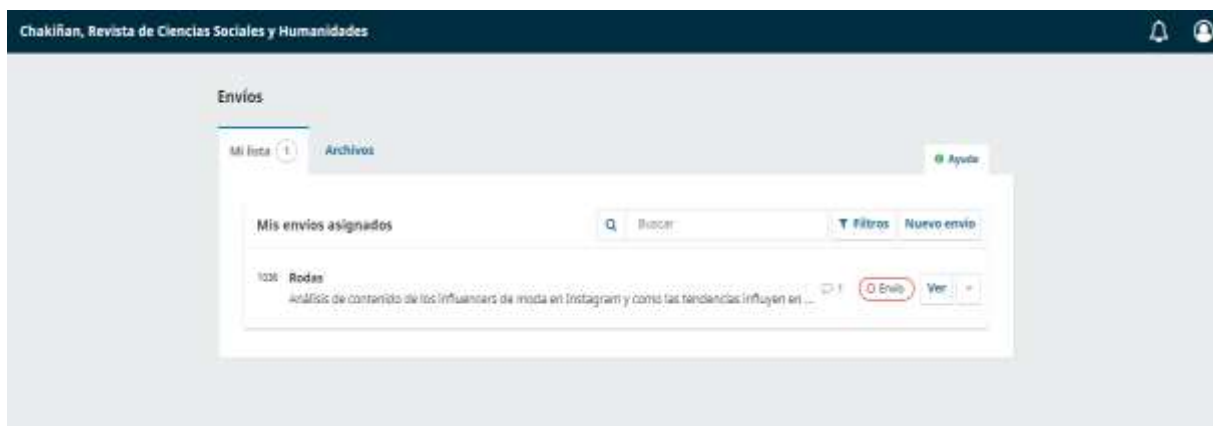 Chakiñan, Revista de Ciencias Sociales y Humanidades
Envíos
Mi lista 1 Archivos
Ayuda
Mis envíos asignados Buscar Filtros Nuevo envío
1036 Rodas 1 Envío Ver
Análisis de contenido de los influencers de moda en Instagram y como las tendencias influyen en ...